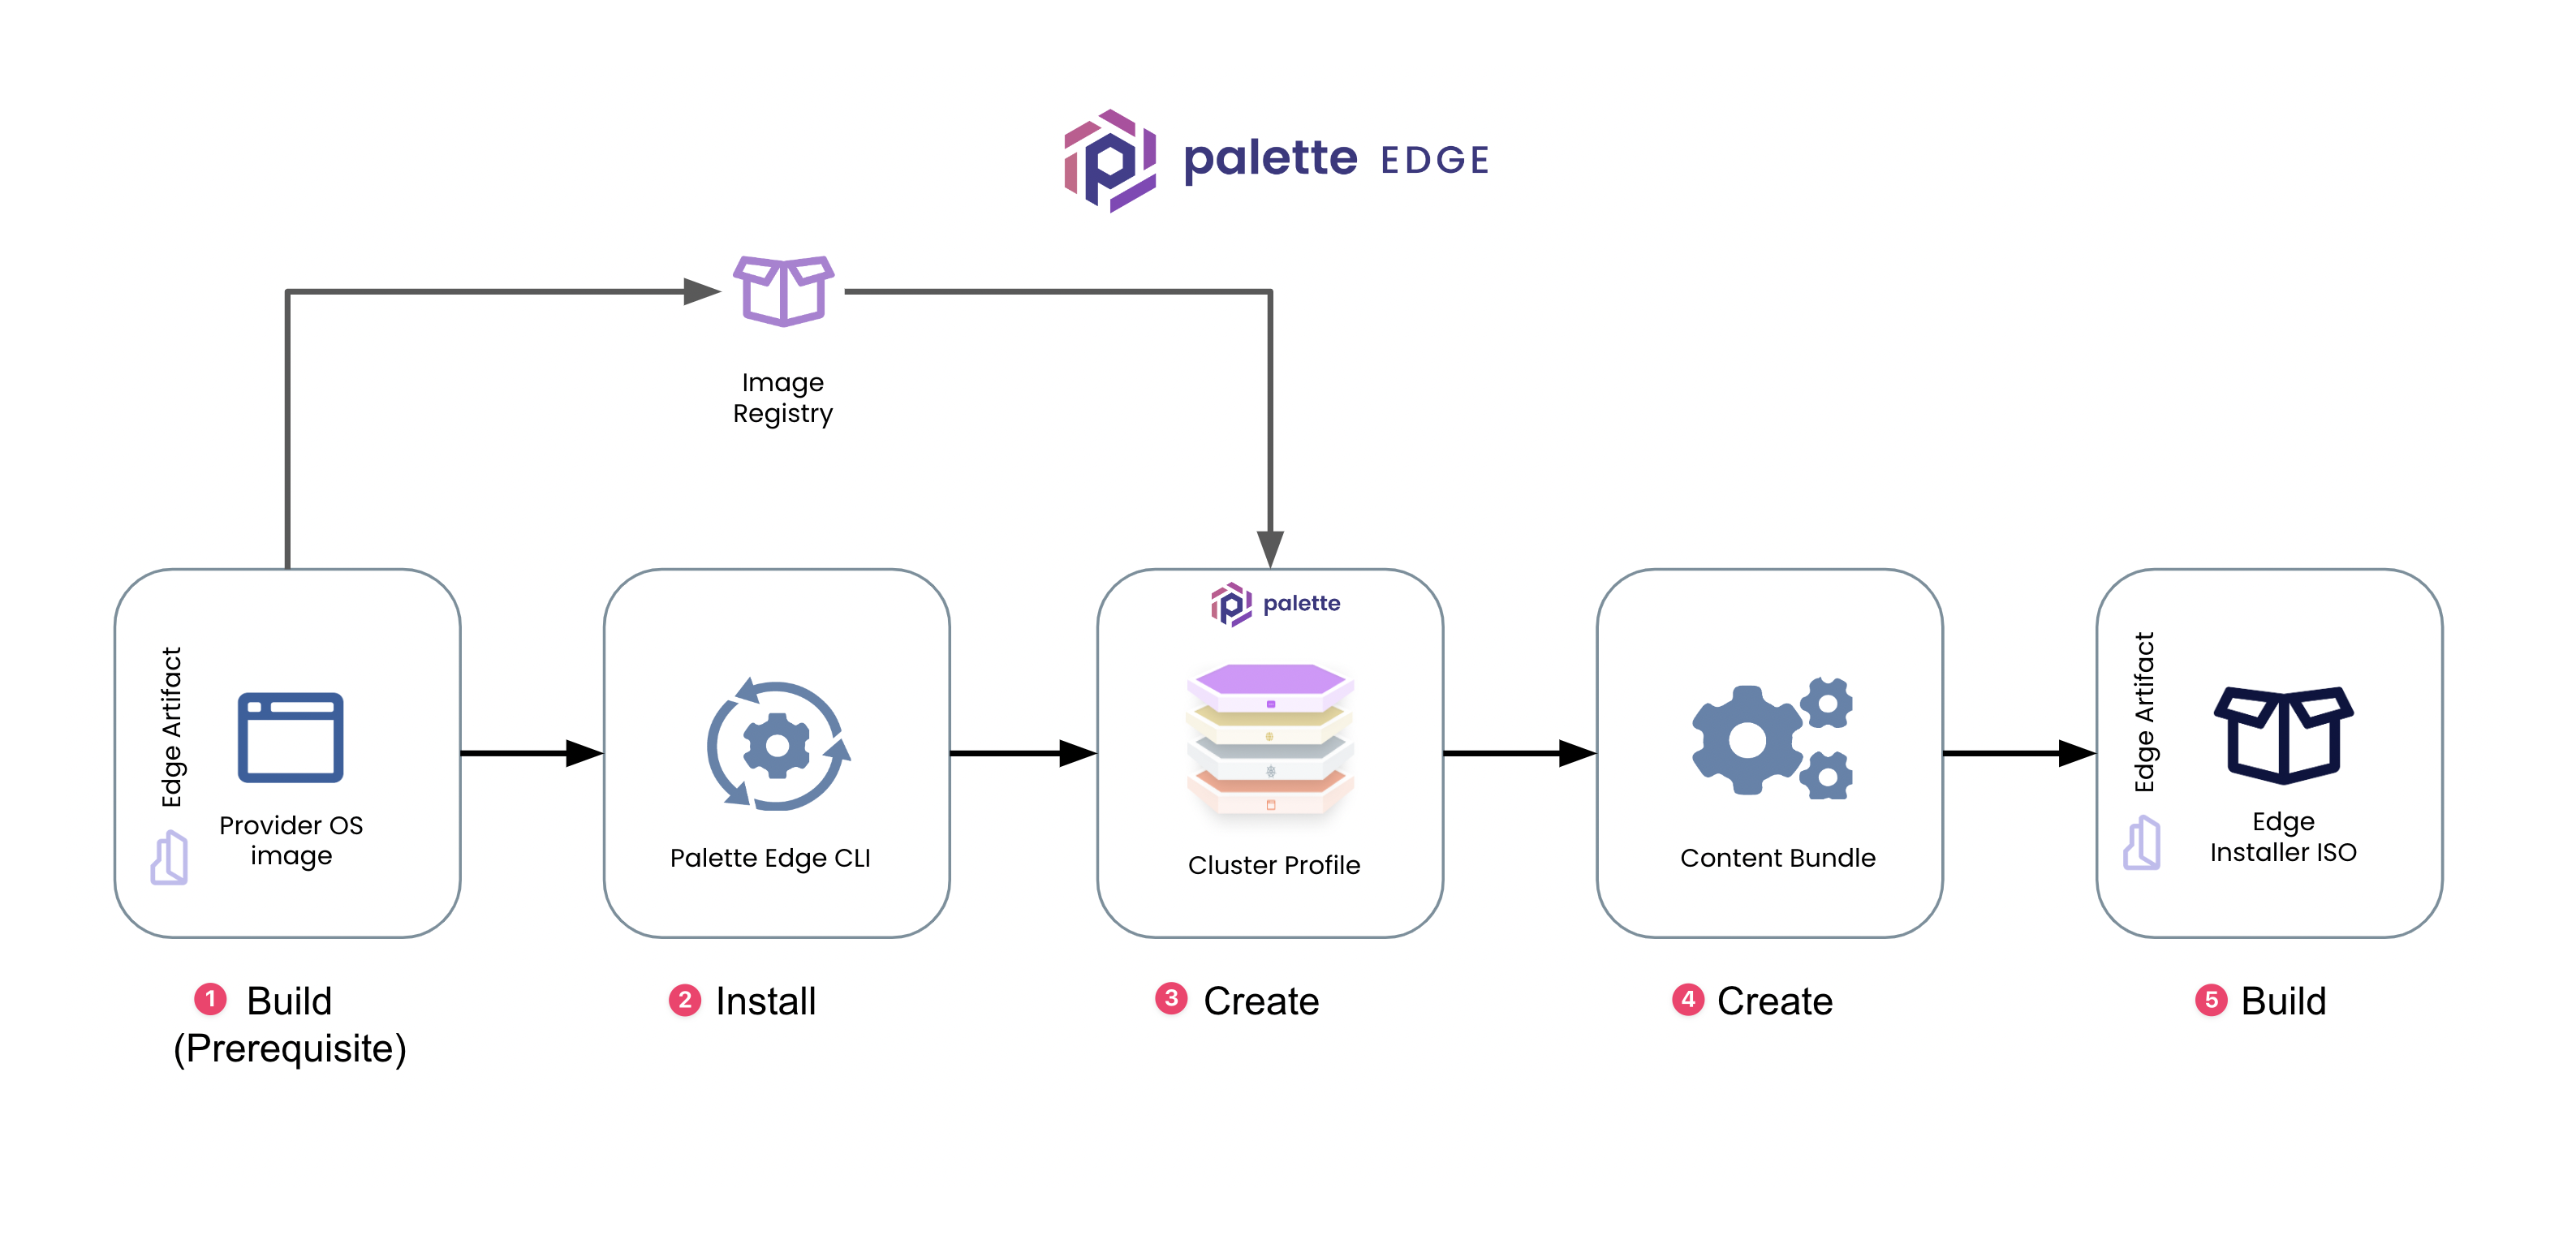 palette EDGE
Image
Registry
Edge Artifact
Provider OS
image
Palette Edge CLI
palette
Cluster Profile
Content Bundle
Edge Artifact
Edge
Installer ISO
1 Build
(Prerequisite)
2 Install
3 Create
4 Create
5 Build